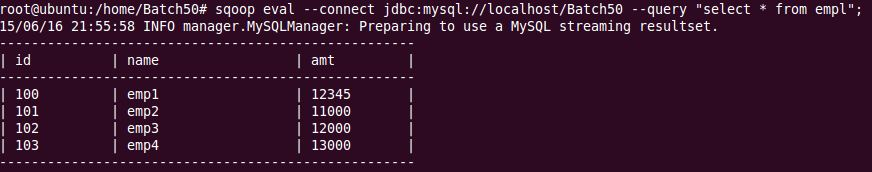 root@ubuntu:/home/Batch50# sqoop eval --connect jdbc:mysql://localhost/Batch50 --query "select * from empl";
15/06/16 21:55:58 INFO manager.MySQLManager: Preparing to use a MySQL streaming resultset.
----------------------------------------------------
| id | name | amt |
----------------------------------------------------
| 100 | emp1 | 12345 |
| 101 | emp2 | 11000 |
| 102 | emp3 | 12000 |
| 103 | emp4 | 13000 |
----------------------------------------------------